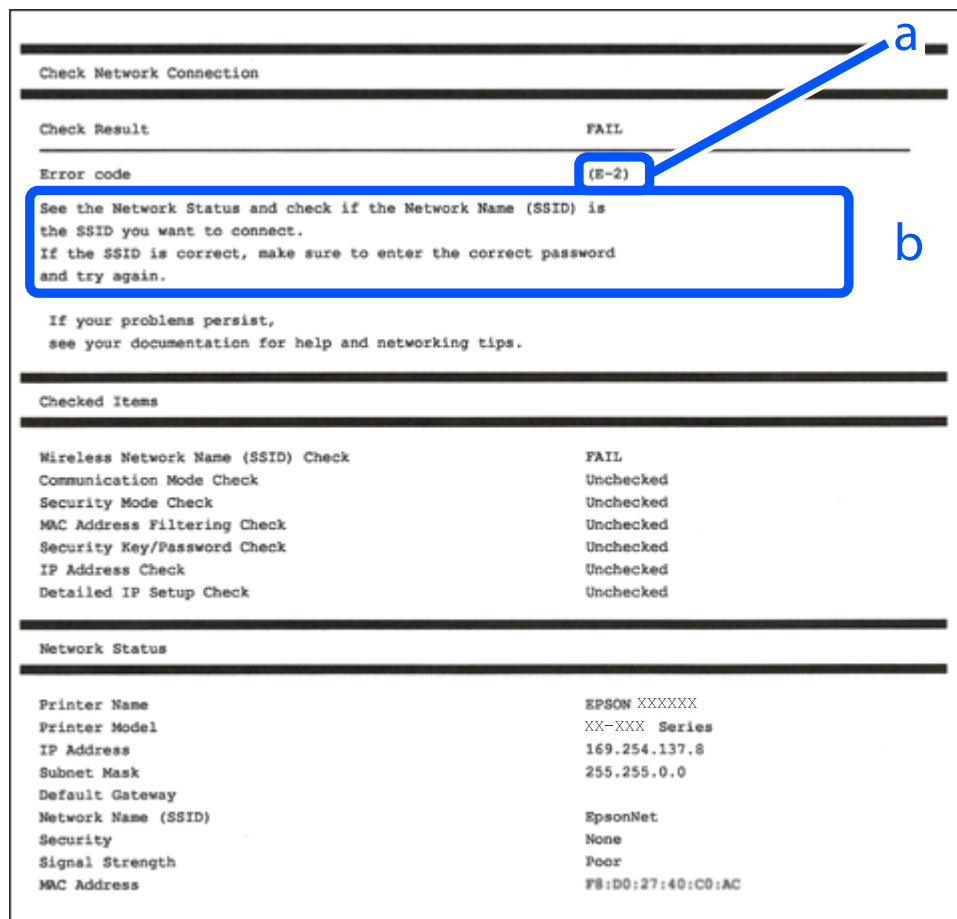 a
Check Network Connection
Check Result FAIL
Error code (E-2)
See the Network Status and check if the Network Name (SSID) is
the SSID you want to connect.
If the SSID is correct, make sure to enter the correct password
and try again.
b
If your problems persist,
see your documentation for help and networking tips.
Checked Items
Wireless Network Name (SSID) Check FAIL
Communication Mode Check Unchecked
Security Mode Check Unchecked
MAC Address Filtering Check Unchecked
Security Key/Password Check Unchecked
IP Address Check Unchecked
Detailed IP Setup Check Unchecked
Network Status
Printer Name EPSON XXXXXX
Printer Model XX-XXX Series
IP Address 169.254.137.8
Subnet Mask 255.255.0.0
Default Gateway
Network Name (SSID) EpsonNet
Security None
Signal Strength Poor
MAC Address F8:D0:27:40:C0:AC